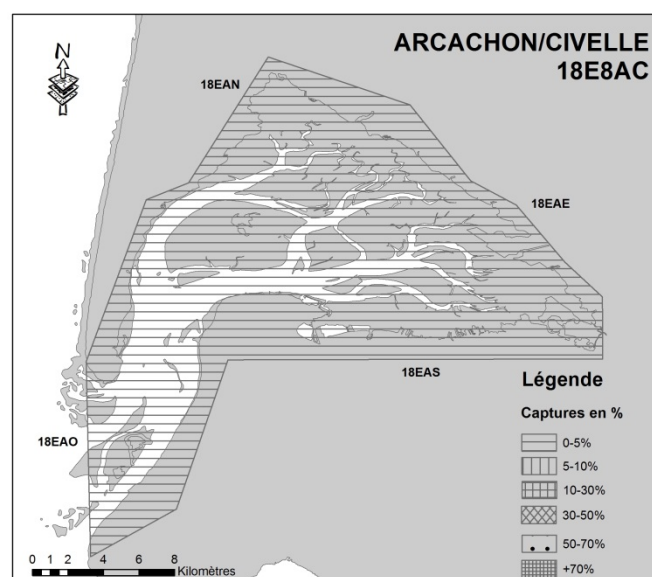 ARCACHON/CIVELLE
18E8AC
N
18EAN
18EAE
18EAS
18EAO
Légende
Captures en %
0-5%
5-10%
10-30%
30-50%
50-70%
+70%
0 1 2 4 6 8
Kilomètres